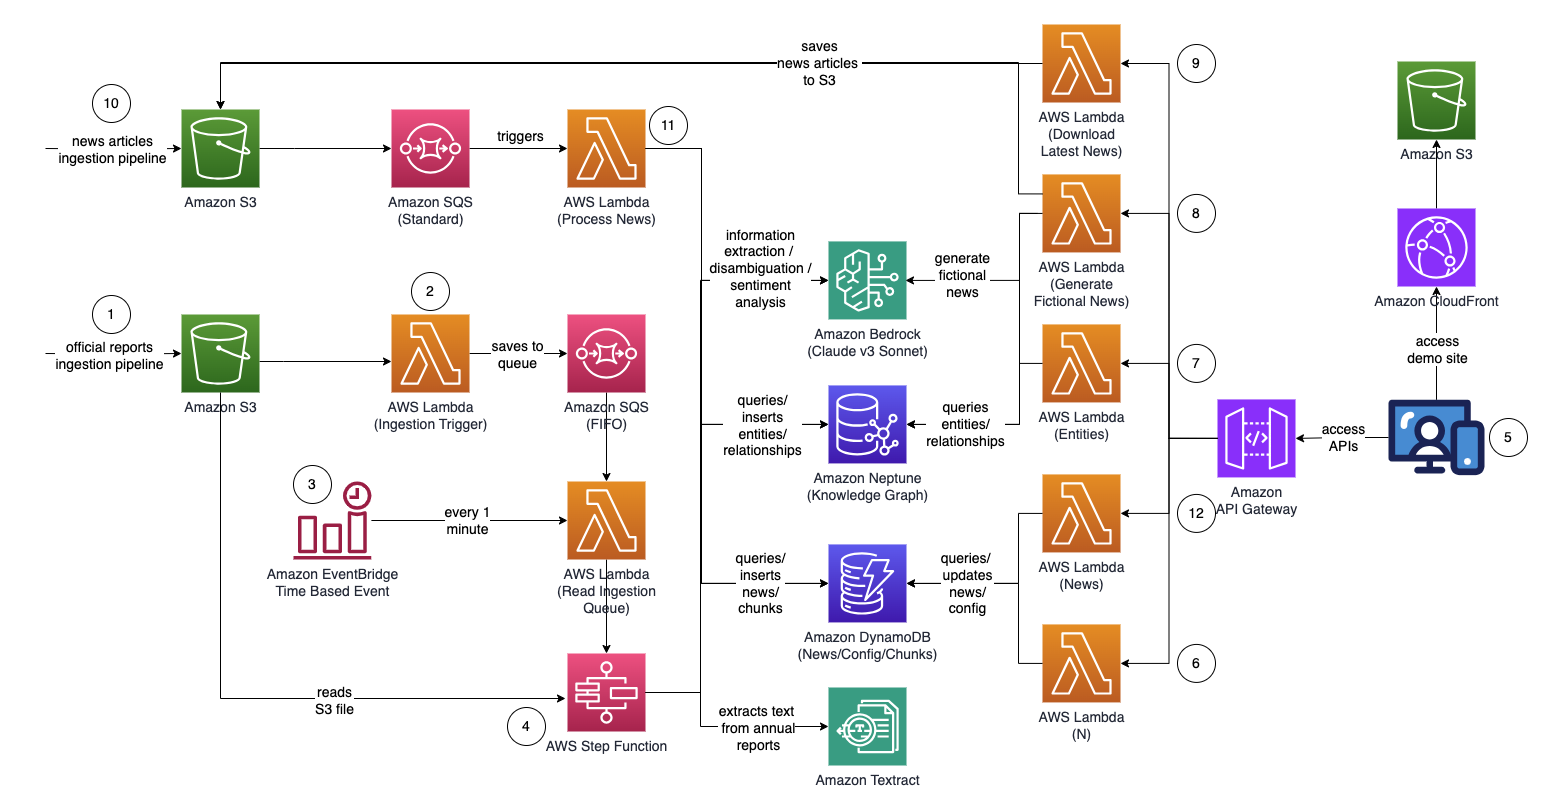 saves
news articles
to S3
9
AWS Lambda
(Download
Latest News)
Amazon S3
10
news articles
ingestion pipeline
Amazon S3
Amazon SQS
(Standard)
triggers
11
AWS Lambda
(Process News)
8
AWS Lambda
(Generate
Fictional News)
Amazon CloudFront
information
extraction /
disambiguation /
sentiment
analysis
Amazon Bedrock
(Claude v3 Sonnet)
generate
fictional
news
1
official reports
ingestion pipeline
Amazon S3
2
AWS Lambda
(Ingestion Trigger)
saves to
queue
Amazon SQS
(FIFO)
7
AWS Lambda
(Entities)
access
demo site
queries/
inserts
entities/
relationships
Amazon Neptune
(Knowledge Graph)
queries
entities/
relationships
Amazon
API Gateway
access
APIs
5
3
Amazon EventBridge
Time Based Event
every 1
minute
AWS Lambda
(Read Ingestion
Queue)
12
AWS Lambda
(News)
queries/
inserts
news/
chunks
Amazon DynamoDB
(News/Config/Chunks)
queries/
updates
news/
config
6
AWS Lambda
(N)
reads
S3 file
4
AWS Step Function
extracts text
from annual
reports
Amazon Textract